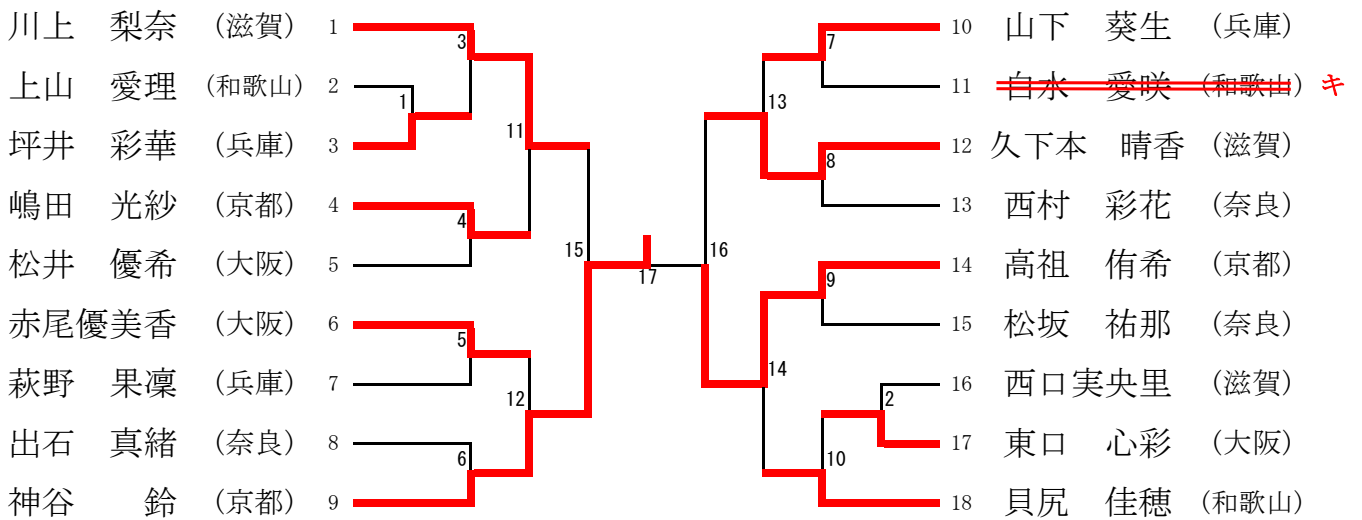 川上　梨奈 (滋賀) 1
上山　愛理 (和歌山) 2
坪井　彩華 (兵庫) 3
嶋田　光紗 (京都) 4
松井　優希 (大阪) 5
赤尾優美香 (大阪) 6
萩野　果凜 (兵庫) 7
出石　真緒 (奈良) 8
神谷　　鈴 (京都) 9
3
1
11
4
15
5
12
6
17
7
13
8
16
9
14
2
10
10 山下　葵生 (兵庫)
11 白水　愛咲 (和歌山) キ
12 久下本　晴香 (滋賀)
13 西村　彩花 (奈良)
14 高祖　侑希 (京都)
15 松坂　祐那 (奈良)
16 西口実央里 (滋賀)
17 東口　心彩 (大阪)
18 貝尻　佳穂 (和歌山)